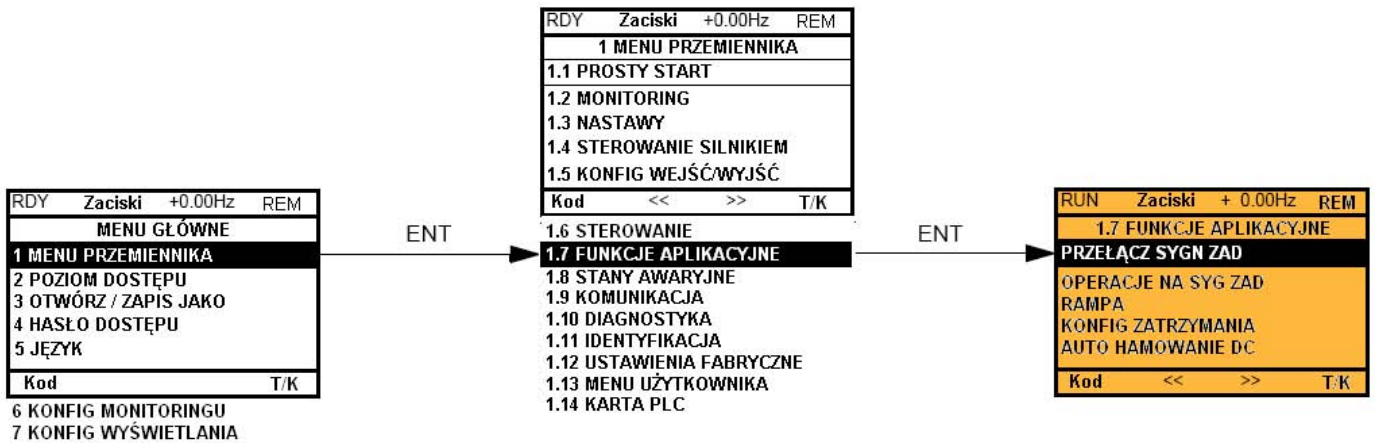 RDY Zaciski +0.00Hz REM
MENU GŁÓWNE
1 MENU PRZEMIENNIKA
2 POZIOM DOSTĘPU
3 OTWÓRZ / ZAPIS JAKO
4 HASŁO DOSTĘPU
5 JĘZYK
Kod T/K
6 KONFIG MONITORINGU
7 KONFIG WYŚWIETLANIA
ENT
RDY Zaciski +0.00Hz REM
1 MENU PRZEMIENNIKA
1.1 PROSTY START
1.2 MONITORING
1.3 NASTAWY
1.4 STEROWANIE SILNIKIEM
1.5 KONFIG WEJŚĆ/WYJŚĆ
Kod << >> T/K
1.6 STEROWANIE
1.7 FUNKCJE APLIKACYJNE
1.8 STANY AWARYJNE
1.9 KOMUNIKACJA
1.10 DIAGNOSTYKA
1.11 IDENTYFIKACJA
1.12 USTAWIENIA FABRYCZNE
1.13 MENU UŻYTKOWNIKA
1.14 KARTA PLC
ENT
RUN Zaciski + 0.00Hz REM
1.7 FUNKCJE APLIKACYJNE
PRZEŁĄCZ SYGN ZAD
OPERACJE NA SYG ZAD
RAMPA
KONFIG ZATRZYMANIA
AUTO HAMOWANIE DC
Kod << >> T/K